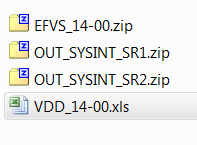 EFVS_14-00.zip
OUT_SYSINT_SR1.zip
OUT_SYSINT_SR2.zip
VDD_14-00.xls